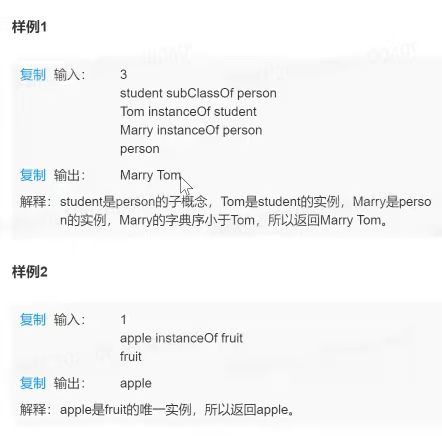 样例1
复制 输入： 3
student subClassOf person
Tom instanceOf student
Marry instanceOf person
person
复制 输出： Marry Tom
解释：student是person的子概念，Tom是student的实例，Marry是perso
n的实例，Marry的字典序小于Tom，所以返回Marry Tom。
样例2
复制 输入： 1
apple instanceOf fruit
fruit
复制 输出： apple
解释：apple是fruit的唯一实例，所以返回apple。